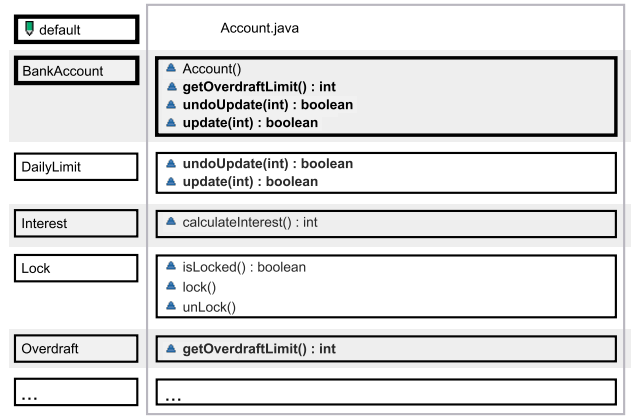 default
Account.java
BankAccount
Account()
getOverdraftLimit() : int
undoUpdate(int) : boolean
update(int) : boolean
DailyLimit
undoUpdate(int) : boolean
update(int) : boolean
Interest
calculateInterest() : int
Lock
isLocked() : boolean
lock()
unLock()
Overdraft
getOverdraftLimit() : int
...
...